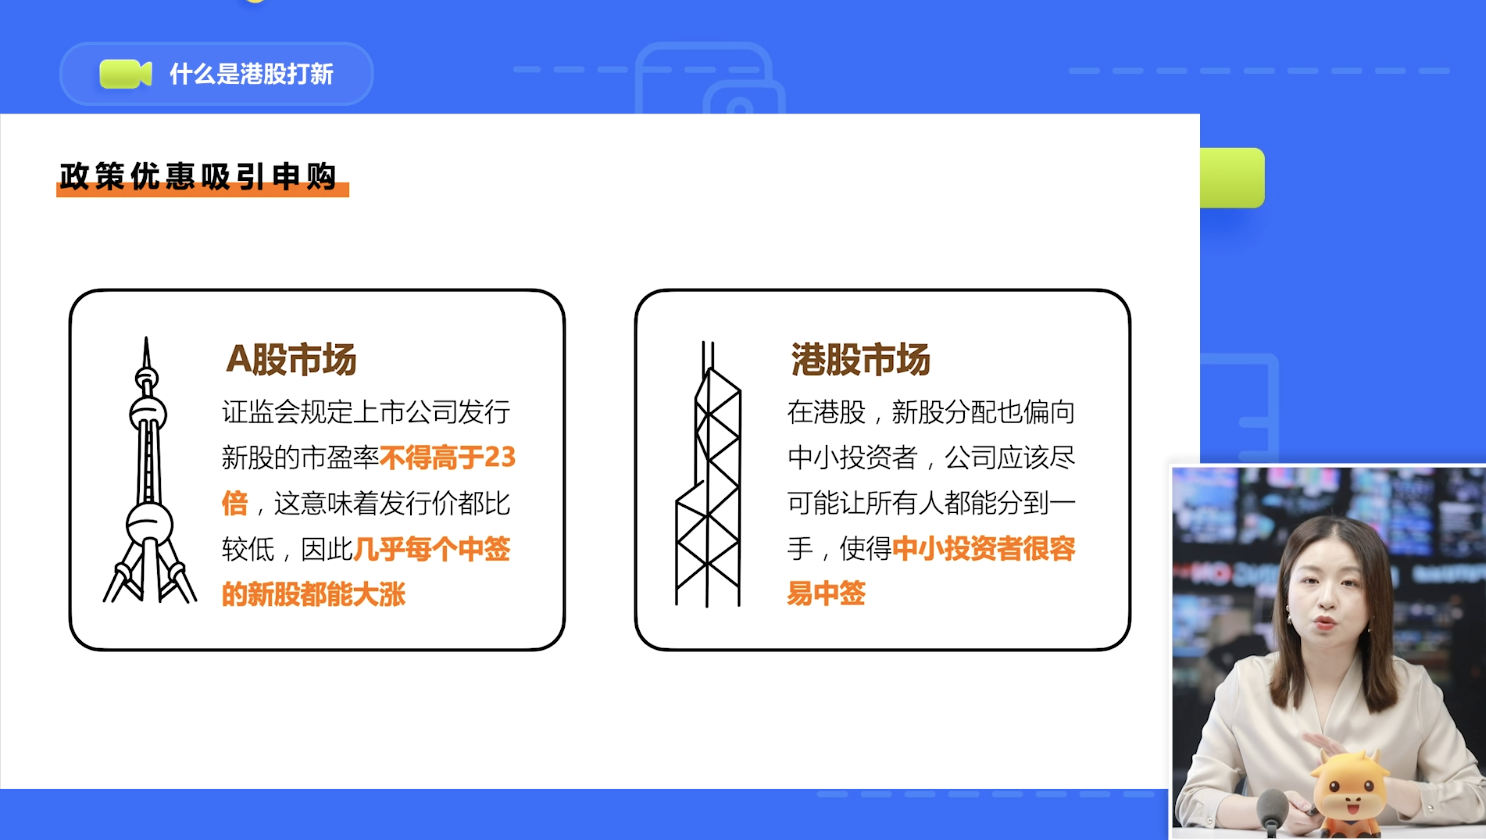 什么是港股打新
政策优惠吸引申购
A股市场
证监会规定上市公司发行
新股的市盈率不得高于23
倍，这意味着发行价都比
较低，因此几乎每个中签
的新股都能大涨
港股市场
在港股，新股分配也偏向
中小投资者，公司应该尽
可能让所有人都能分到一
手，使得中小投资者很容
易中签